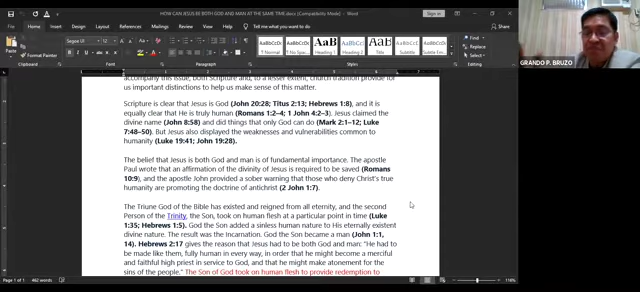 HOW CAN JESUS BE BOTH GOD AND MAN AT THE SAME TIME.docx [Compatibility Mode] - Word
Sign in
File Home Insert Draw Design Layout References Mailings Review View Help Tell me what you want to do
Copy
Format Painter
Clipboard Font Paragraph Styles Editing
Segoe UI 12
AaBbCcDc AaBbCcDc AaB AaBbCc AaB AaBbCcD AaBbCcDc
¶ Normal ¶ No Spac... Heading 1 Heading 2 Title Subtitle Subtle Em...
Find
Replace
Select
GRANDO P. BRUZO
accompany this issue, both Scripture and, to a lesser extent, church tradition provide for
us important distinctions to help us make sense of this matter.
Scripture is clear that Jesus is God (John 20:28; Titus 2:13; Hebrews 1:8), and it is
equally clear that He is truly human (Romans 1:2–4; 1 John 4:2–3). Jesus claimed the
divine name (John 8:58) and did things that only God can do (Mark 2:1–12; Luke
7:48–50). But Jesus also displayed the weaknesses and vulnerabilities common to
humanity (Luke 19:41; John 19:28).
The belief that Jesus is both God and man is of fundamental importance. The apostle
Paul wrote that an affirmation of the divinity of Jesus is required to be saved (Romans
10:9), and the apostle John provided a sober warning that those who deny Christ's true
humanity are promoting the doctrine of antichrist (2 John 1:7).
The Triune God of the Bible has existed and reigned from all eternity, and the second
Person of the Trinity, the Son, took on human flesh at a particular point in time (Luke
1:35; Hebrews 1:5). God the Son added a sinless human nature to His eternally existent
divine nature. The result was the Incarnation. God the Son became a man (John 1:1,
14). Hebrews 2:17 gives the reason that Jesus had to be both God and man: "He had to
be made like them, fully human in every way, in order that he might become a merciful
and faithful high priest in service to God, and that he might make atonement for the
sins of the people." The Son of God took on human flesh to provide redemption to
Page 1 of 1 462 words
118%